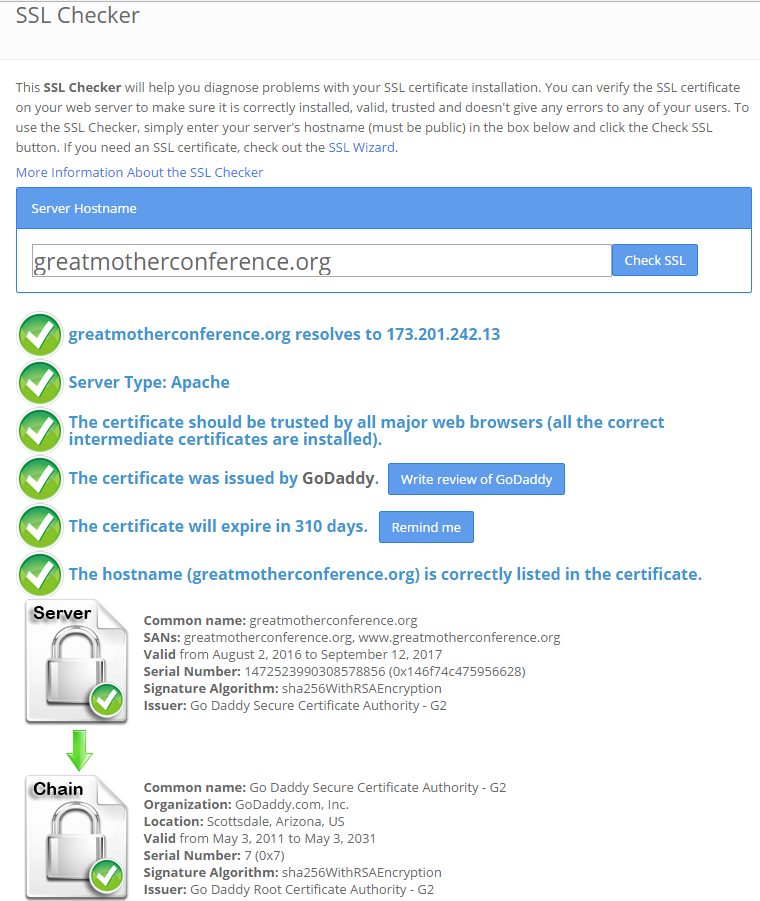 SSL Checker
This SSL Checker will help you diagnose problems with your SSL certificate installation. You can verify the SSL certificate
on your web server to make sure it is correctly installed, valid, trusted and doesn't give any errors to any of your users. To
use the SSL Checker, simply enter your server's hostname (must be public) in the box below and click the Check SSL
button. If you need an SSL certificate, check out the SSL Wizard.
More Information About the SSL Checker
Server Hostname
greatmotherconference.org Check SSL
greatmotherconference.org resolves to 173.201.242.13
Server Type: Apache
The certificate should be trusted by all major web browsers (all the correct
intermediate certificates are installed).
The certificate was issued by GoDaddy. Write review of GoDaddy
The certificate will expire in 310 days. Remind me
The hostname (greatmotherconference.org) is correctly listed in the certificate.
Server
Common name: greatmotherconference.org
SANs: greatmotherconference.org, www.greatmotherconference.org
Valid from August 2, 2016 to September 12, 2017
Serial Number: 1472523990308578856 (0x146f74c475956628)
Signature Algorithm: sha256WithRSAEncryption
Issuer: Go Daddy Secure Certificate Authority - G2
Chain
Common name: Go Daddy Secure Certificate Authority - G2
Organization: GoDaddy.com, Inc.
Location: Scottsdale, Arizona, US
Valid from May 3, 2011 to May 3, 2031
Serial Number: 7 (0x7)
Signature Algorithm: sha256WithRSAEncryption
Issuer: Go Daddy Root Certificate Authority - G2